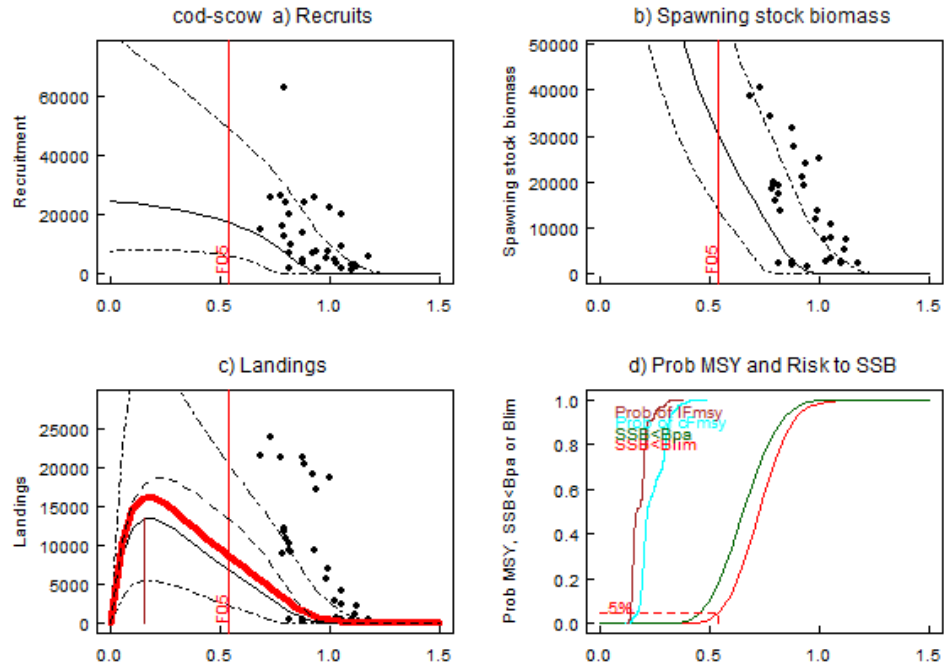 cod-scow a) Recruits
Recruitment
60000
40000
20000
0
F05
0.0 0.5 1.0 1.5
b) Spawning stock biomass
Spawning stock biomass
50000
40000
30000
20000
10000
0
F05
0.0 0.5 1.0 1.5
c) Landings
Landings
25000
20000
15000
10000
5000
0
F05
0.0 0.5 1.0 1.5
d) Prob MSY and Risk to SSB
Prob MSY, SSB<Bpa or Blim
1.0
0.8
0.6
0.4
0.2
0.0
Prob of lFmsy
Prob of cFmsy
SSB<Bpa
SSB<Blim
5%
0.0 0.5 1.0 1.5